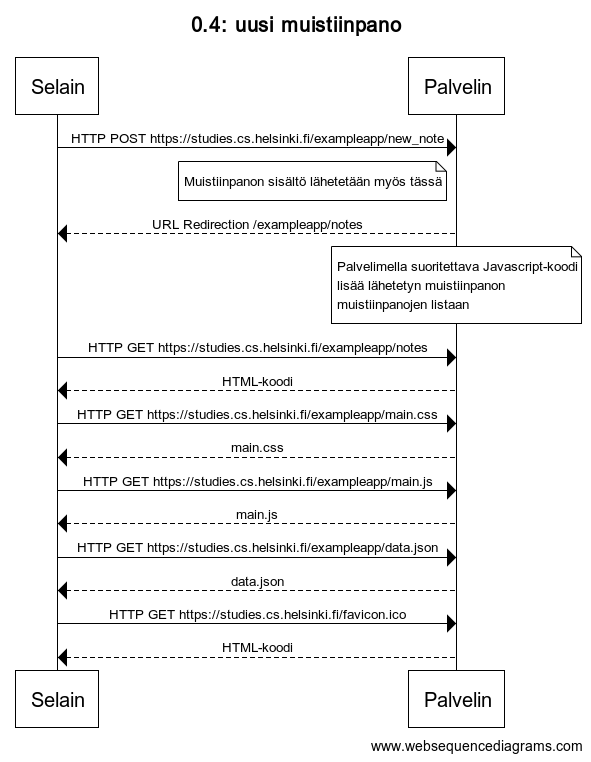 0.4: uusi muistiinpano
Selain
Palvelin
HTTP POST https://studies.cs.helsinki.fi/exampleapp/new_note
Muistiinpanon sisältö lähetetään myös tässä
URL Redirection /exampleapp/notes
Palvelimella suoritettava Javascript-koodi
lisää lähetetyn muistiinpanon
muistiinpanojen listaan
HTTP GET https://studies.cs.helsinki.fi/exampleapp/notes
HTML-koodi
HTTP GET https://studies.cs.helsinki.fi/exampleapp/main.css
main.css
HTTP GET https://studies.cs.helsinki.fi/exampleapp/main.js
main.js
HTTP GET https://studies.cs.helsinki.fi/exampleapp/data.json
data.json
HTTP GET https://studies.cs.helsinki.fi/favicon.ico
HTML-koodi
Selain
Palvelin
www.websequencediagrams.com